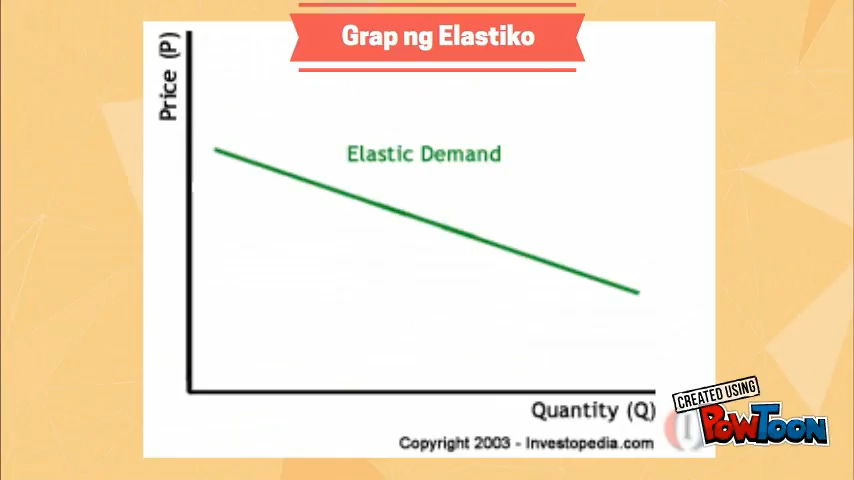 Grap ng Elastiko
Price (P)
Elastic Demand
Quantity (Q)
Copyright 2003 - Investopedia.com
CREATED USING
POWTOON